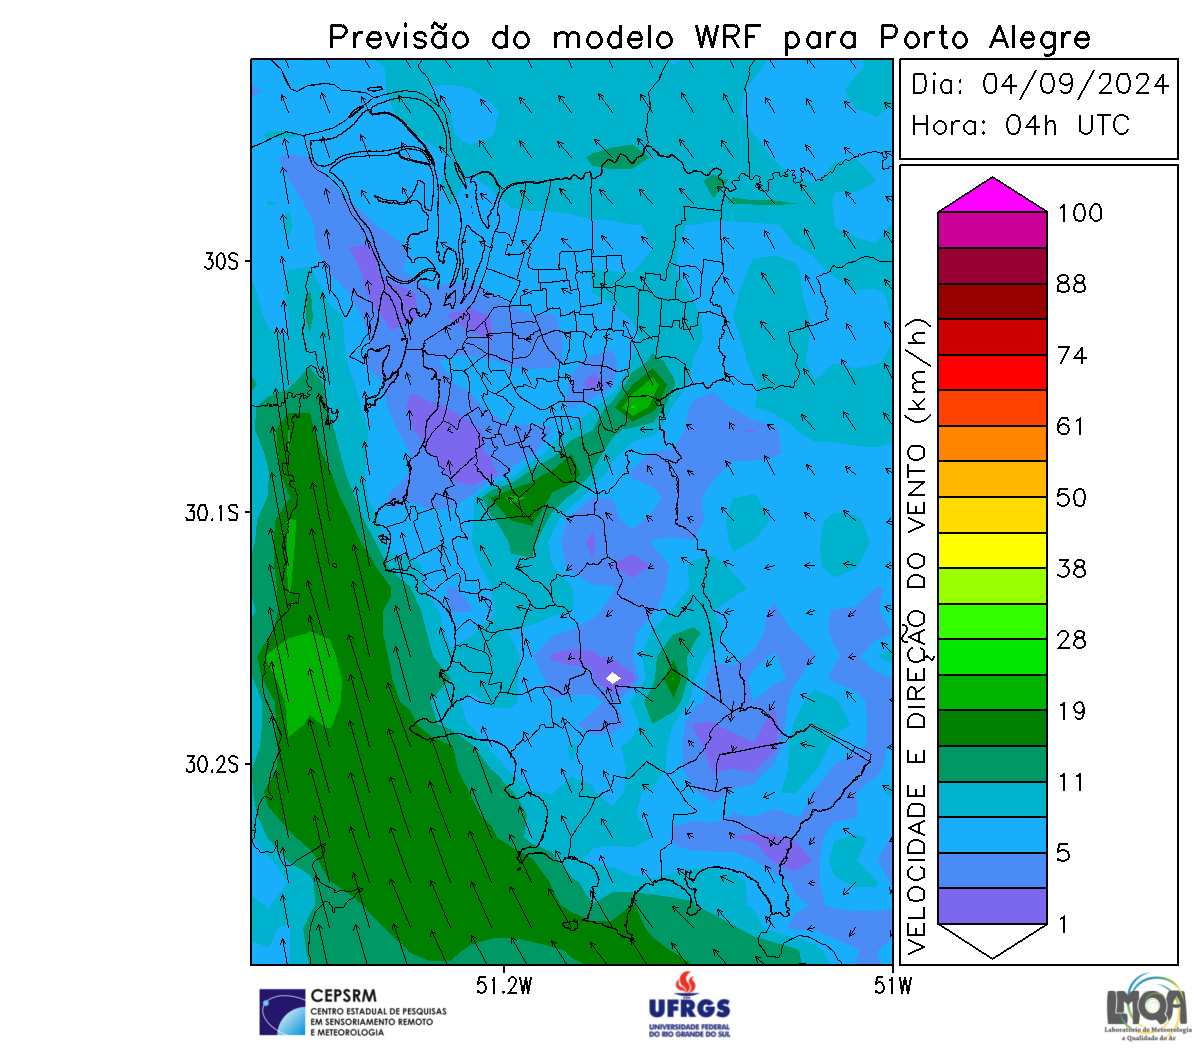 Previsão do modelo WRF para Porto Alegre
Dia: 04/09/2024
Hora: 04h UTC
30S
30.1S
30.2S
51.2W
51W
VELOCIDADE E DIREÇÃO DO VENTO (km/h)
100
88
74
61
50
38
28
19
11
5
1
CEPSRM
CENTRO ESTADUAL DE PESQUISAS
EM SENSORIAMENTO REMOTO
E METEOROLOGIA
UFRGS
UNIVERSIDADE FEDERAL
DO RIO GRANDE DO SUL
LMQA
Laboratório de Meteorologia
e Qualidade do Ar